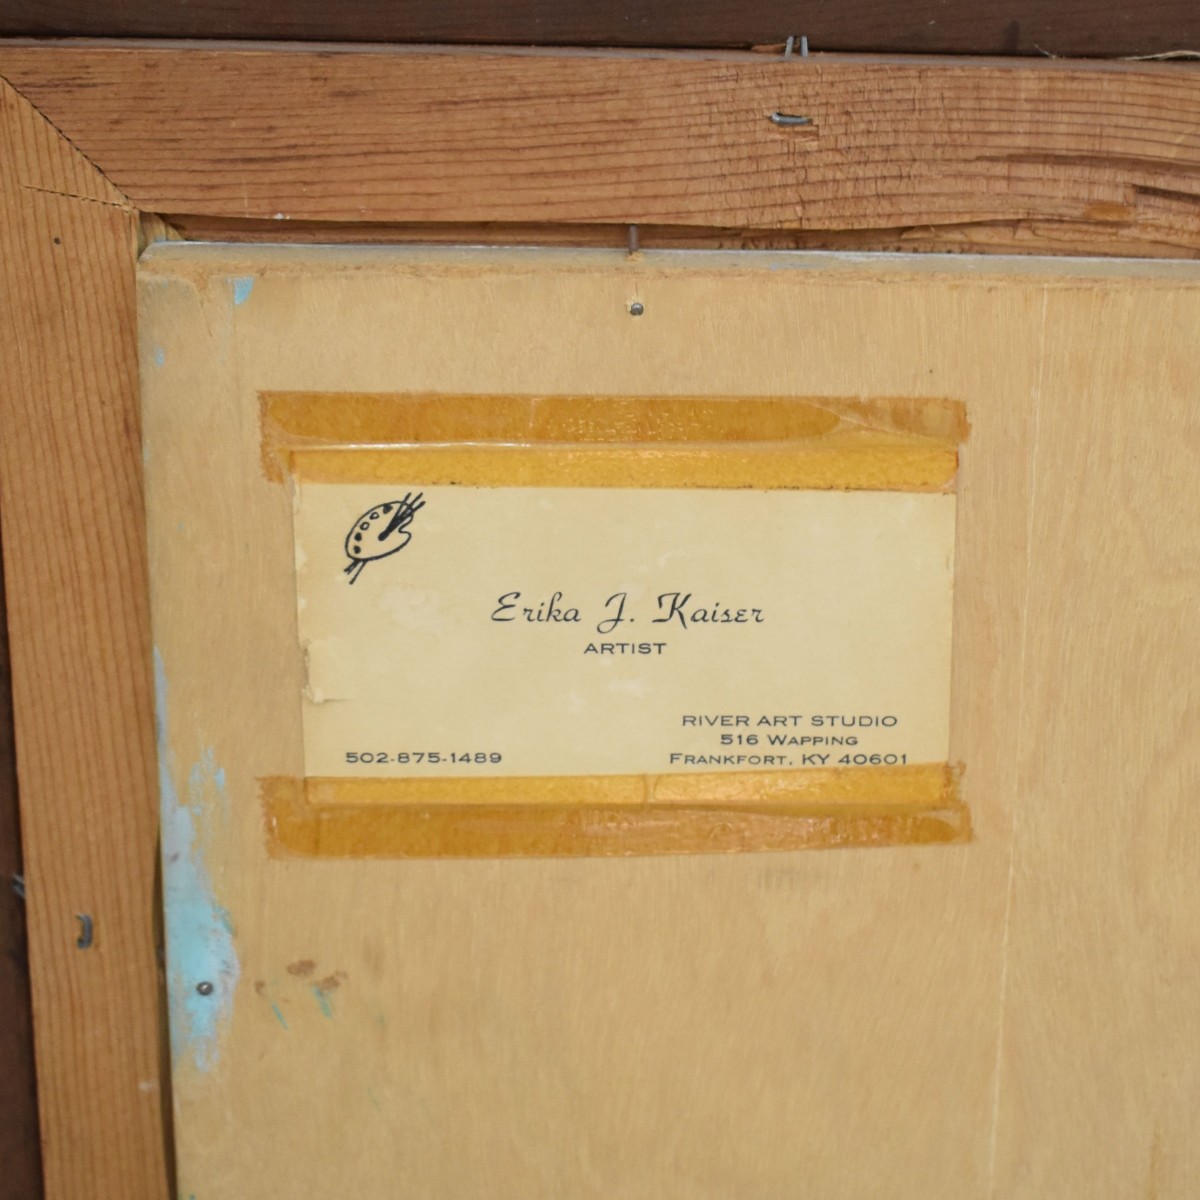 Erika J. Kaiser
ARTIST
RIVER ART STUDIO
516 WAPPING
FRANKFORT, KY 40601
502-875-1489